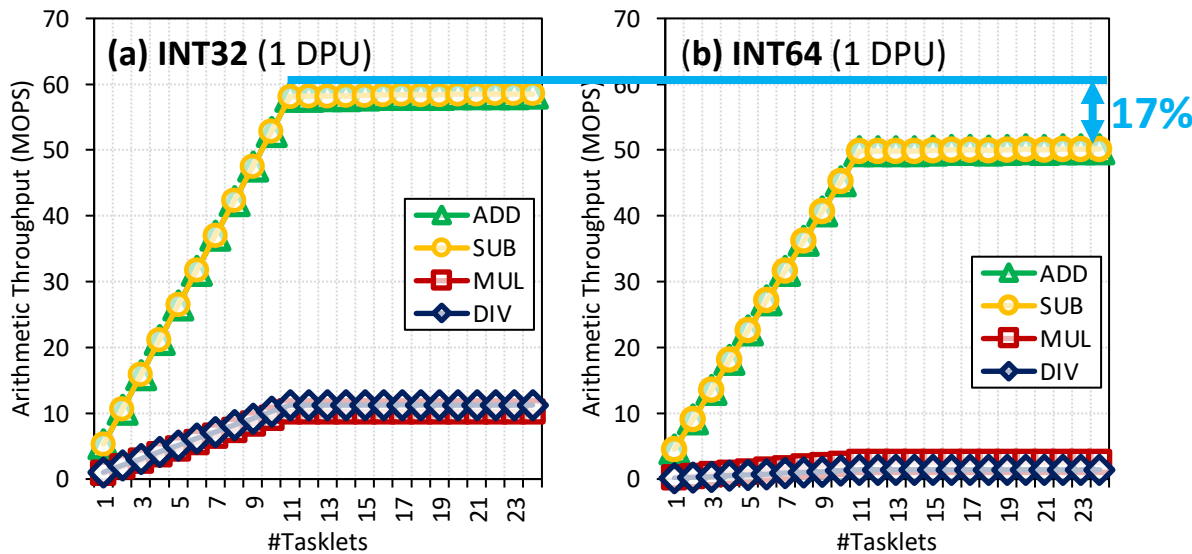 (a) INT32 (1 DPU)
Arithmetic Throughput (MOPS)
70
60
50
40
30
20
10
0
ADD
SUB
MUL
DIV
1 3 5 7 9 11 13 15 17 19 21 23
#Tasklets
(b) INT64 (1 DPU)
Arithmetic Throughput (MOPS)
70
60
50
40
30
20
10
0
17%
ADD
SUB
MUL
DIV
1 3 5 7 9 11 13 15 17 19 21 23
#Tasklets